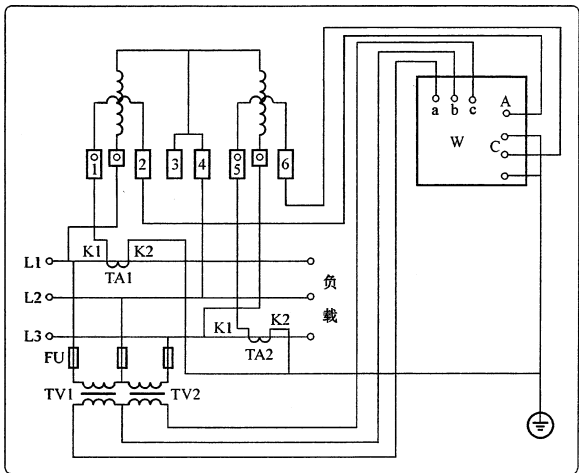 a b c A
W C
1 2 3 4 5 6
L1 K1 K2
TA1
L2 负
载
L3 K1 K2
FU TA2
TV1 TV2